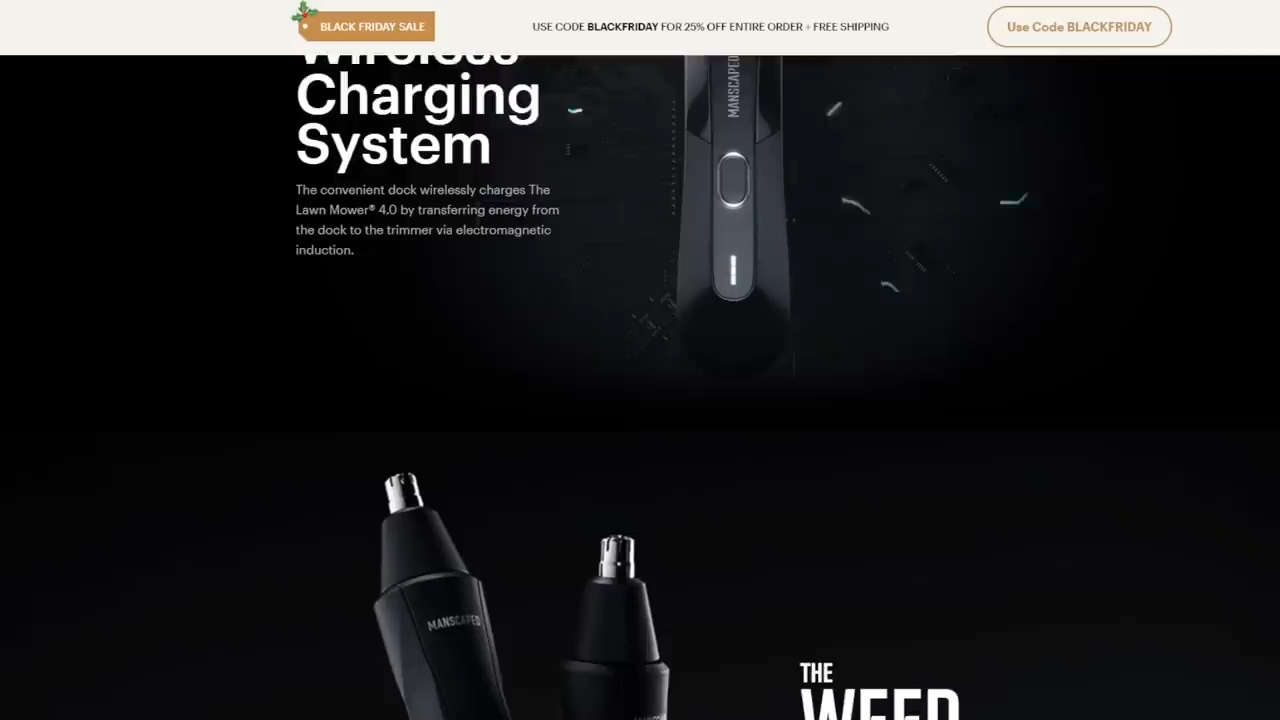 BLACK FRIDAY SALE
USE CODE BLACKFRIDAY FOR 25% OFF ENTIRE ORDER + FREE SHIPPING
Use Code BLACKFRIDAY
Wireless
Charging
System
The convenient dock wirelessly charges The
Lawn Mower® 4.0 by transferring energy from
the dock to the trimmer via electromagnetic
induction.
MANSCAPED
MANSCAPED
THE
WEED